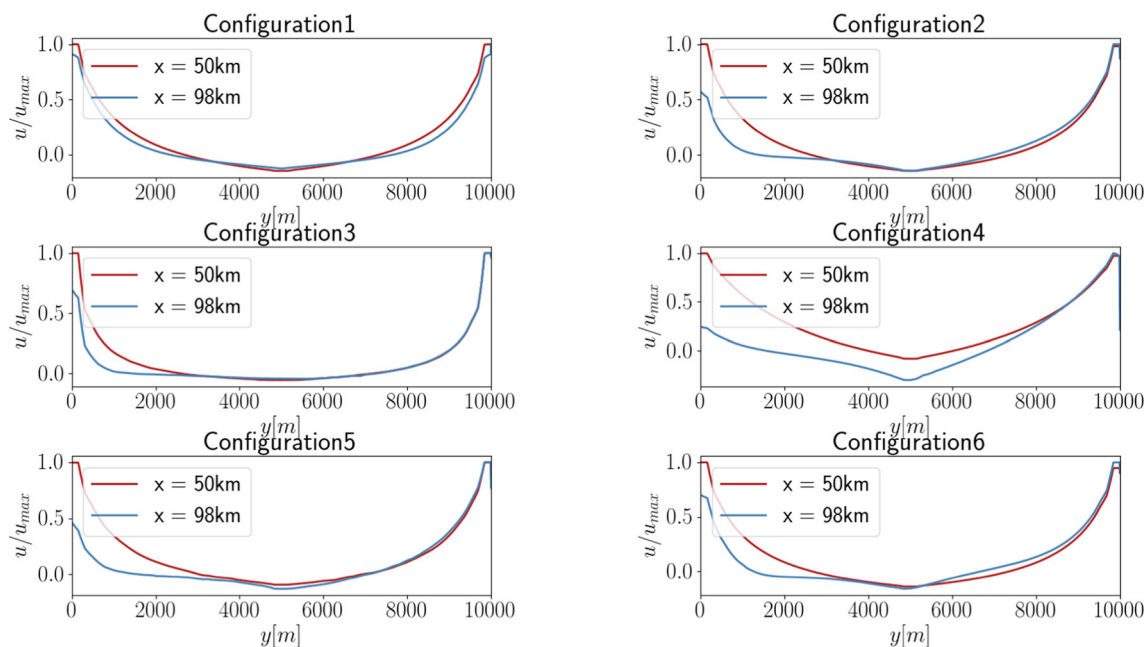 Configuration1
Configuration2
1.0
0.5
0.0
u/u_max
x = 50km
x = 98km
0 2000 4000 6000 8000 10000
y[m]
1.0
0.5
0.0
u/u_max
x = 50km
x = 98km
0 2000 4000 6000 8000 10000
y[m]
Configuration3
Configuration4
1.0
0.5
0.0
u/u_max
x = 50km
x = 98km
0 2000 4000 6000 8000 10000
y[m]
1.0
0.5
0.0
u/u_max
x = 50km
x = 98km
0 2000 4000 6000 8000 10000
y[m]
Configuration5
Configuration6
1.0
0.5
0.0
u/u_max
x = 50km
x = 98km
0 2000 4000 6000 8000 10000
y[m]
1.0
0.5
0.0
u/u_max
x = 50km
x = 98km
0 2000 4000 6000 8000 10000
y[m]